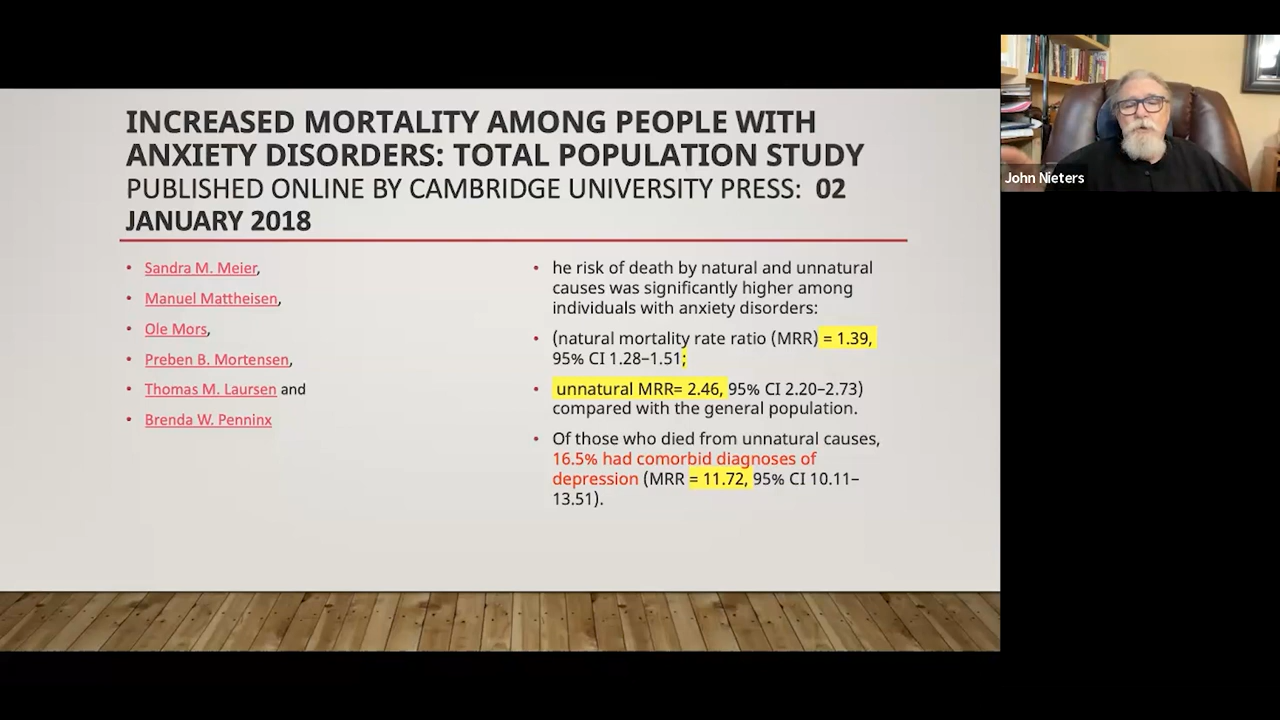 INCREASED MORTALITY AMONG PEOPLE WITH
ANXIETY DISORDERS: TOTAL POPULATION STUDY
PUBLISHED ONLINE BY CAMBRIDGE UNIVERSITY PRESS: 02
JANUARY 2018
• Sandra M. Meier,
• Manuel Mattheisen,
• Ole Mors,
• Preben B. Mortensen,
• Thomas M. Laursen and
• Brenda W. Penninx
• he risk of death by natural and unnatural
causes was significantly higher among
individuals with anxiety disorders:
• (natural mortality rate ratio (MRR) = 1.39,
95% CI 1.28–1.51;
• unnatural MRR= 2.46, 95% CI 2.20–2.73)
compared with the general population.
• Of those who died from unnatural causes,
16.5% had comorbid diagnoses of
depression (MRR = 11.72, 95% CI 10.11–
13.51).
John Nieters